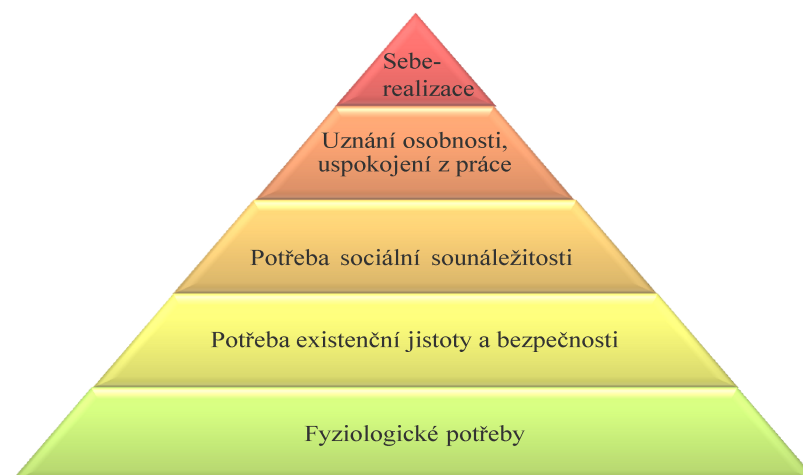 Sebe-
realizace
Uznání osobnosti,
uspokojení z práce
Potřeba sociální sounáležitosti
Potřeba existenční jistoty a bezpečnosti
Fyziologické potřeby